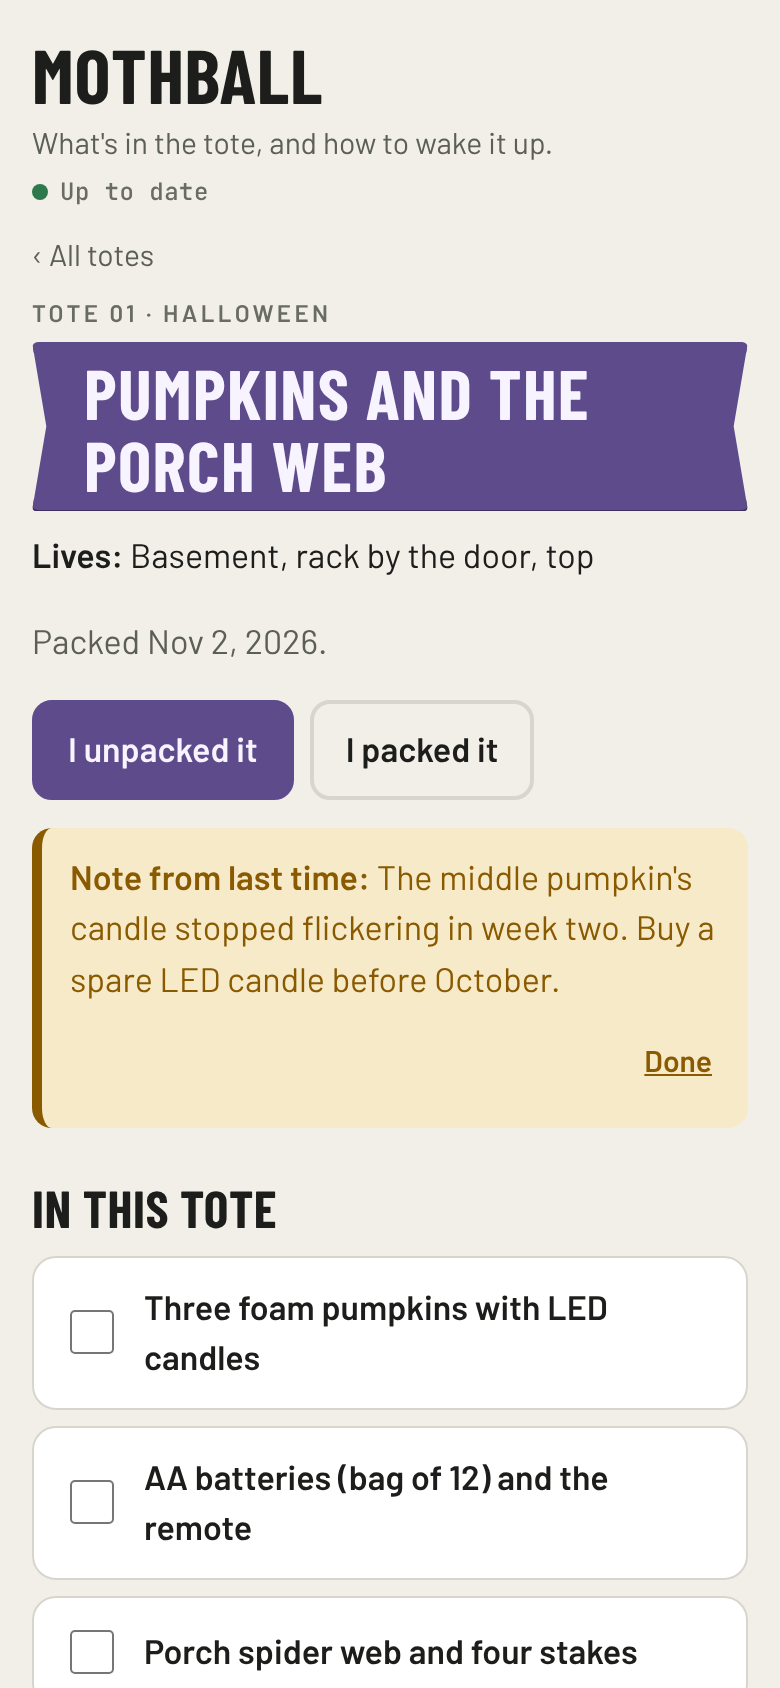 MOTHBALL
What's in the tote, and how to wake it up.
Up to date
‹ All totes
TOTE 01 · HALLOWEEN
PUMPKINS AND THE
PORCH WEB
Lives: Basement, rack by the door, top
Packed Nov 2, 2026.
I unpacked it
I packed it
Note from last time: The middle pumpkin's
candle stopped flickering in week two. Buy a
spare LED candle before October.
Done
IN THIS TOTE
Three foam pumpkins with LED
candles
AA batteries (bag of 12) and the
remote
Porch spider web and four stakes